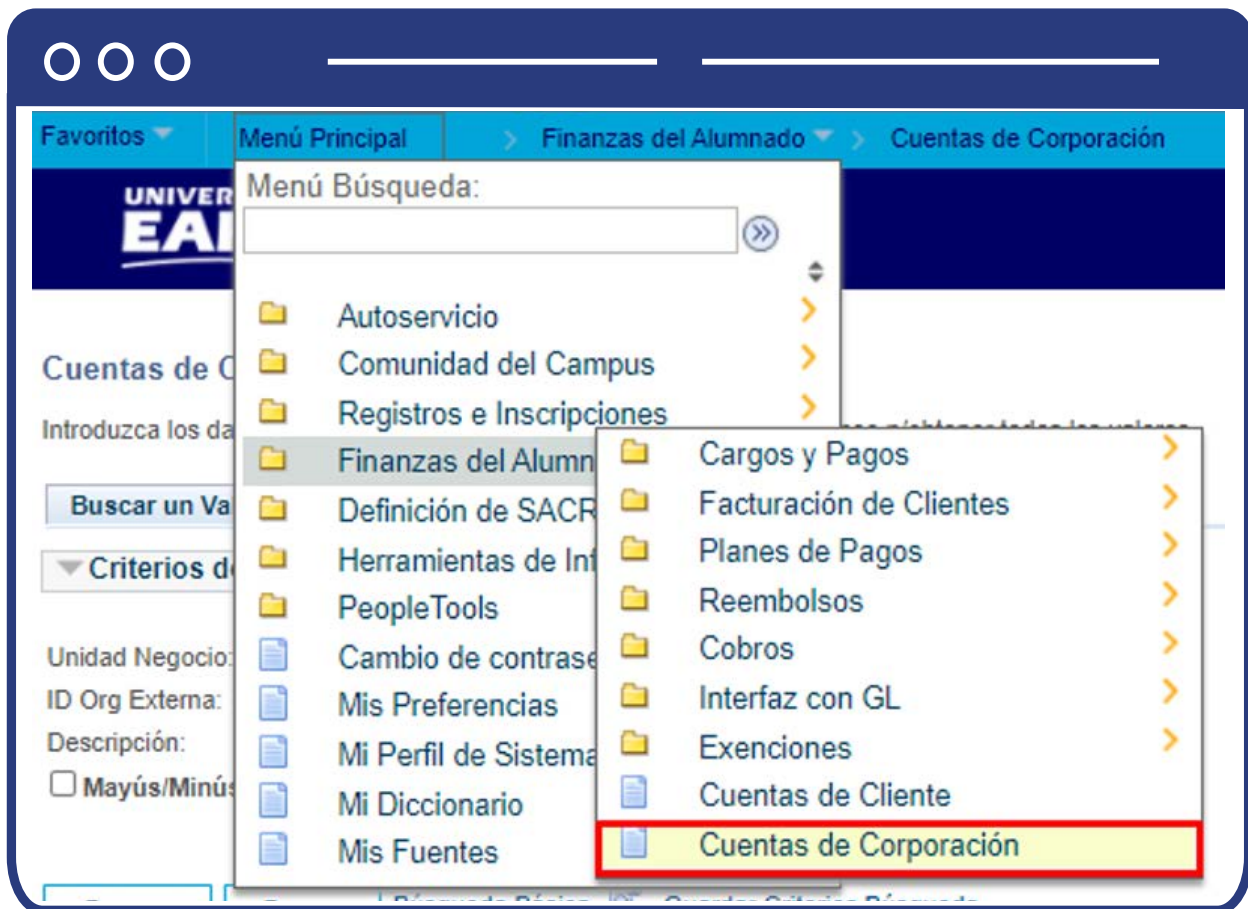 Favoritos Menú Principal > Finanzas del Alumnado > Cuentas de Corporación
Menú Búsqueda:
Autoservicio
Comunidad del Campus
Registros e Inscripciones
Finanzas del Alumn
Definición de SACR
Herramientas de Inf
PeopleTools
Cambio de contrase
Mis Preferencias
Mi Perfil de Sistema
Mi Diccionario
Mis Fuentes
Cargos y Pagos
Facturación de Clientes
Planes de Pagos
Reembolsos
Cobros
Interfaz con GL
Exenciones
Cuentas de Cliente
Cuentas de Corporación
UNIVER
EA
Cuentas de C
Introduzca los da
Buscar un Va
Criterios d
Unidad Negocio:
ID Org Externa:
Descripción:
Mayús/Minús